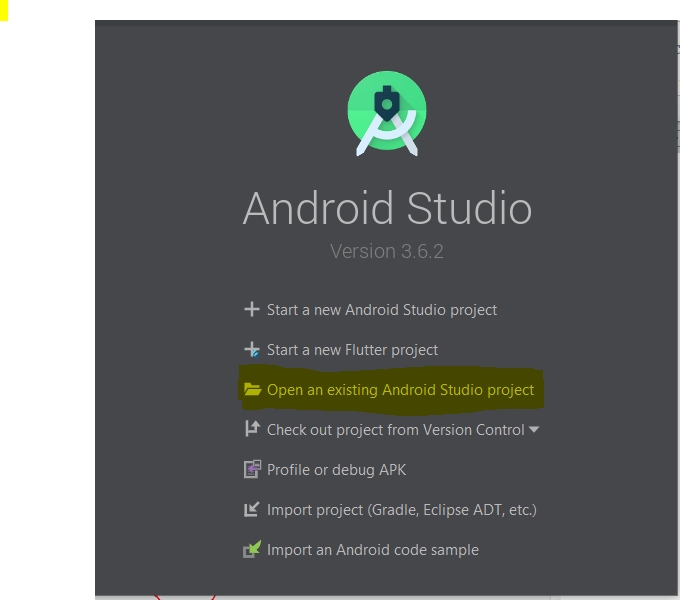 Android Studio
Version 3.6.2
Start a new Android Studio project
Start a new Flutter project
Open an existing Android Studio project
Check out project from Version Control
Profile or debug APK
Import project (Gradle, Eclipse ADT, etc.)
Import an Android code sample